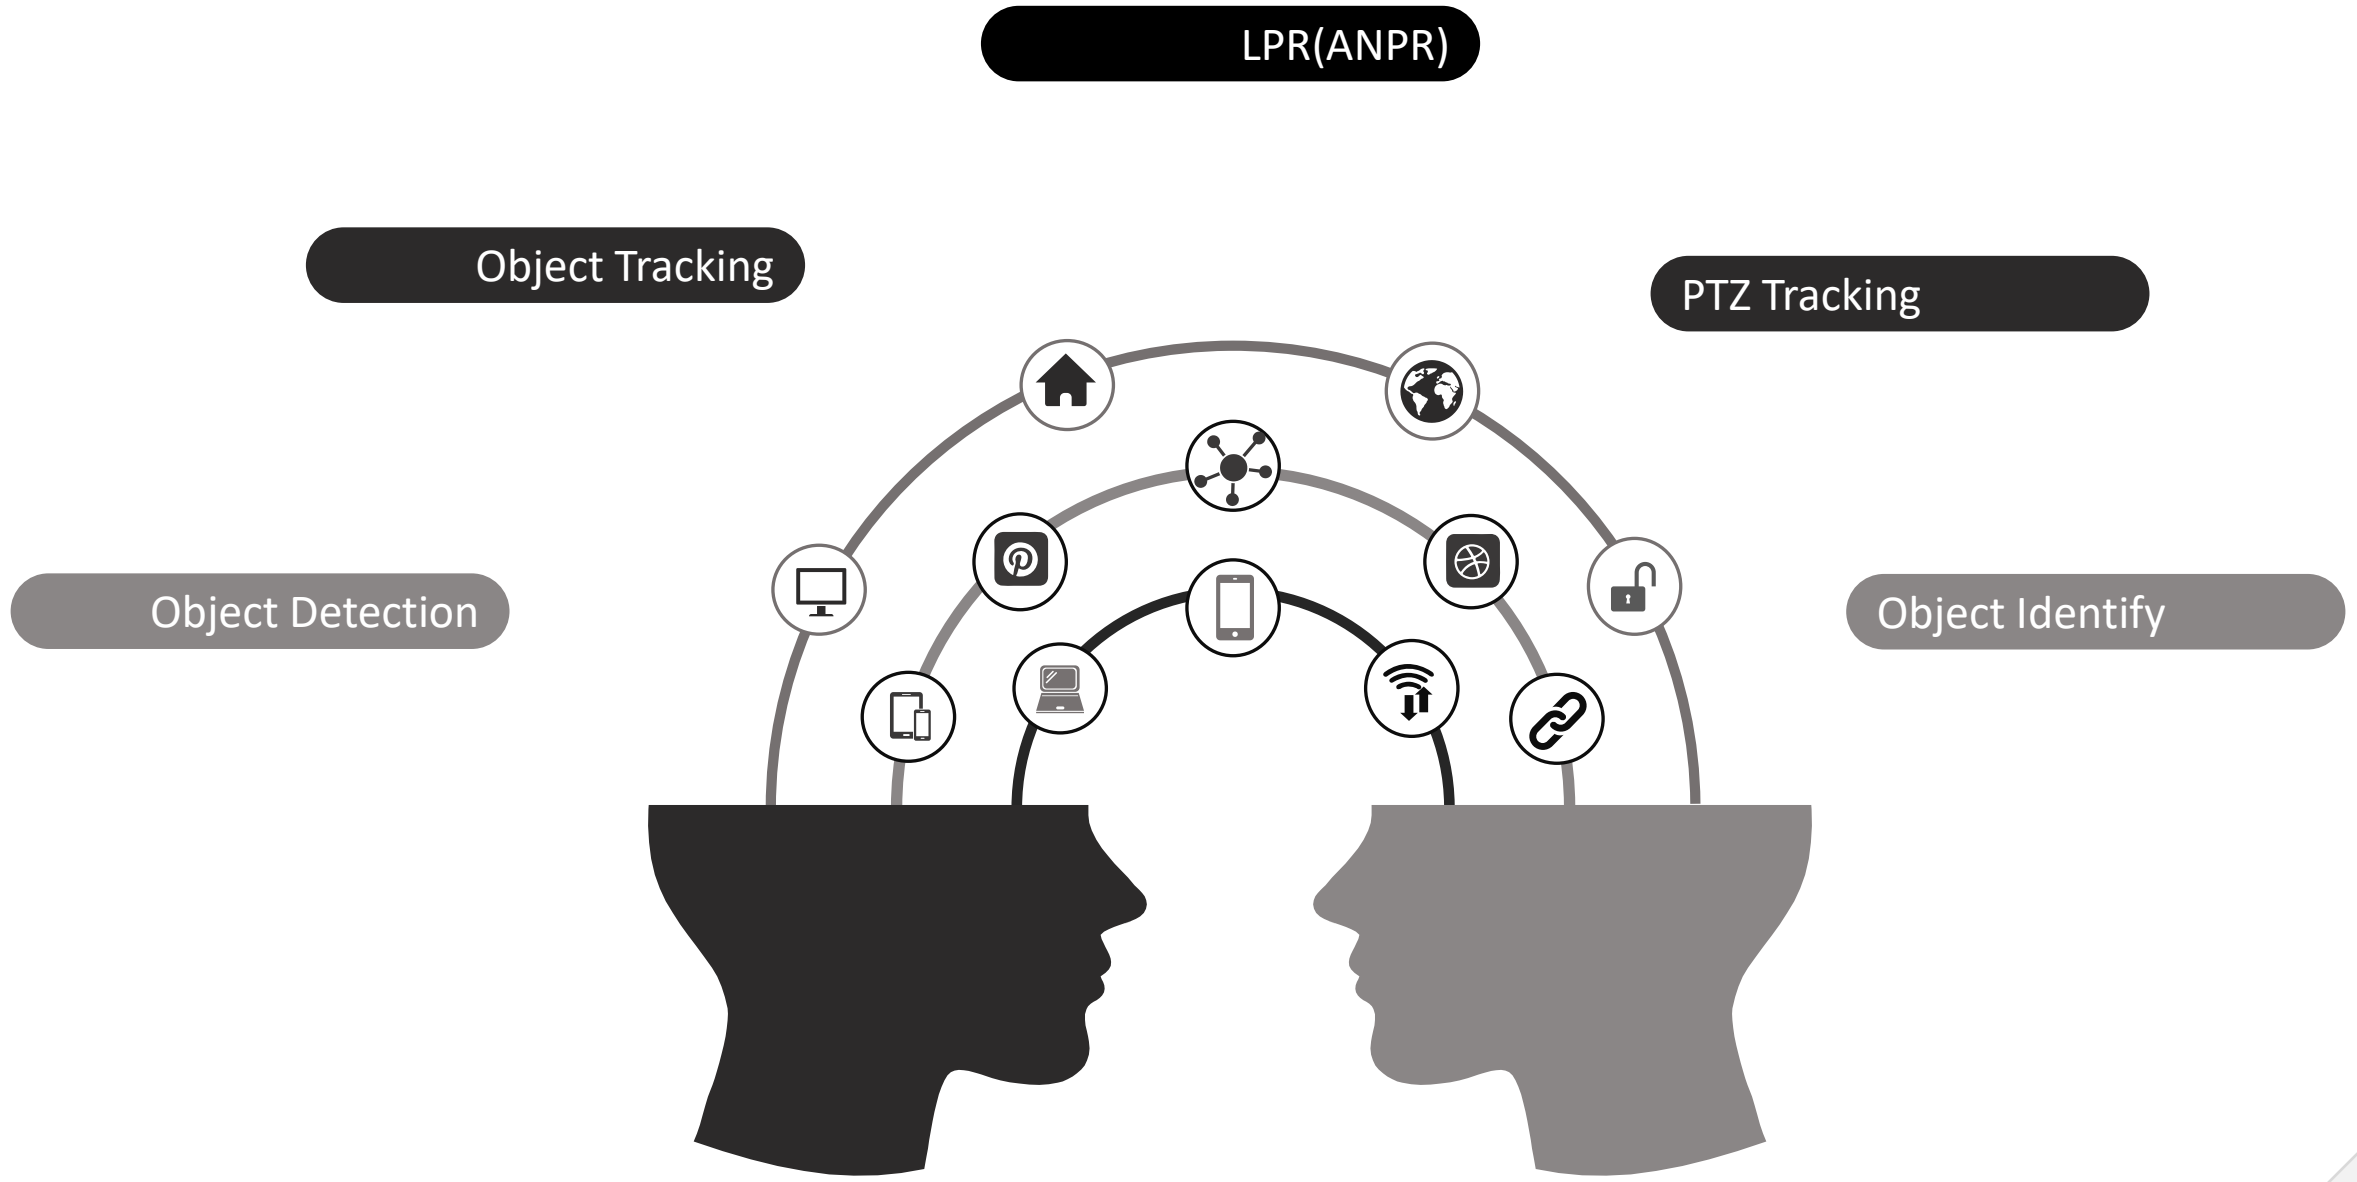 LPR(ANPR)
Object Tracking
PTZ Tracking
Object Detection
Object Identify